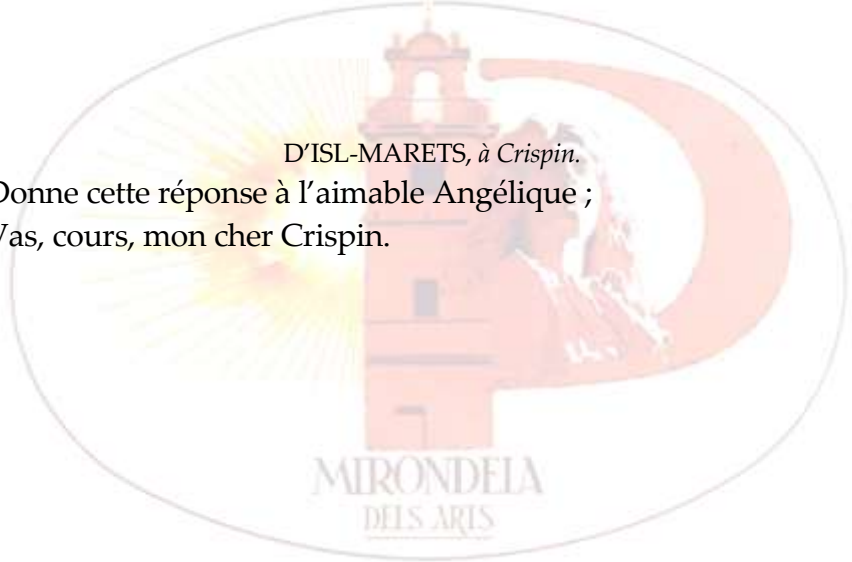 D’ISL-MARETS, à Crispin.
Donne cette réponse à l’aimable Angélique ;
Vas, cours, mon cher Crispin.
MIRONDELA
DELS ARTS